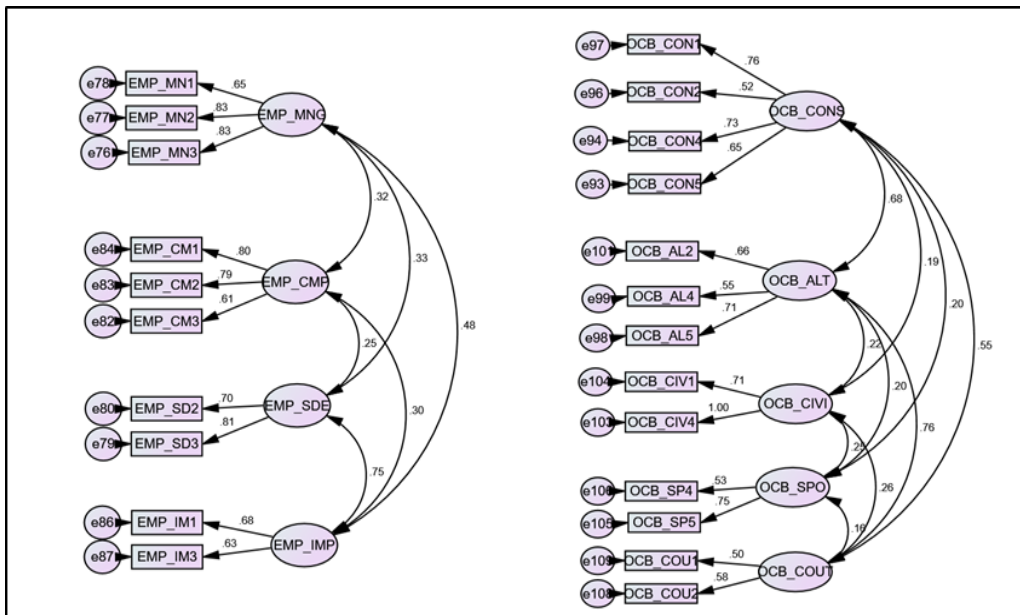 e78 EMP_MN1 .65
e77 EMP_MN2 .83 EMP_MNG
e76 EMP_MN3 .83
.32
.33
e84 EMP_CM1 .80
e83 EMP_CM2 .79 EMP_CMP
e82 EMP_CM3 .61
.48
.25
.30
e80 EMP_SD2 .70 EMP_SDE
e79 EMP_SD3 .81
.75
e86 EMP_IM1 .68
e87 EMP_IM3 .63 EMP_IMP
e97 OCB_CON1 .76
e96 OCB_CON2 .52 OCB_CONS
e94 OCB_CON4 .73
e93 OCB_CON5 .65
.68
.19
.20
.55
e101 OCB_AL2 .66
e99 OCB_AL4 .55 OCB_ALT
e98 OCB_AL5 .71
.22
.20
.76
e104 OCB_CIV1 .71
e103 OCB_CIV4 1.00 OCB_CIVI
.25
.26
e106 OCB_SP4 .53 OCB_SPO
e105 OCB_SP5 .75
.16
e109 OCB_COU1 .50
e108 OCB_COU2 .58 OCB_COUT